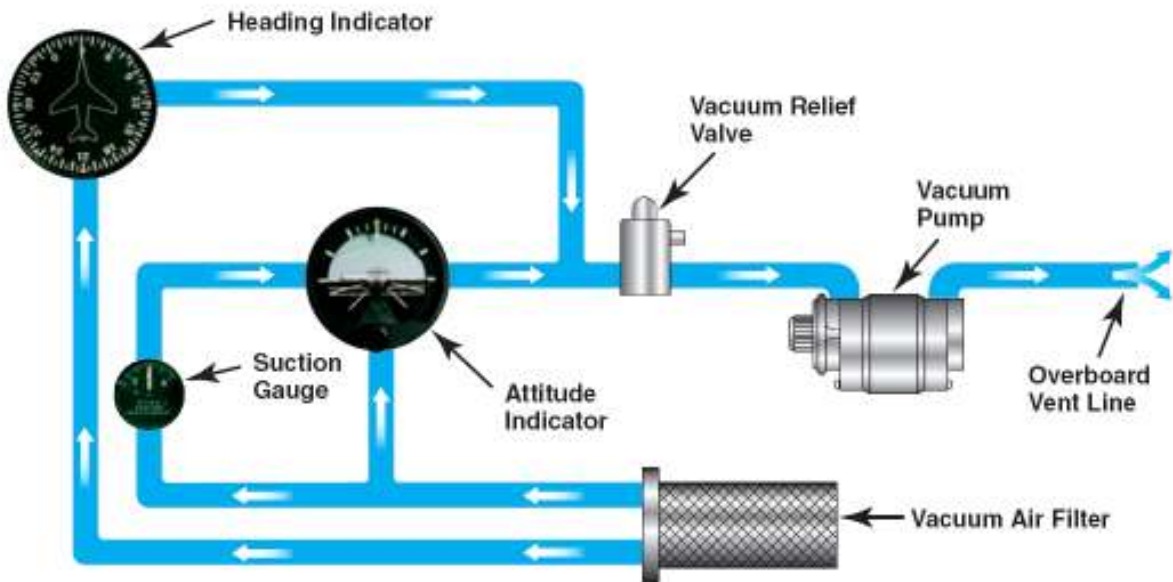 Heading Indicator
Vacuum Relief
Valve
Vacuum
Pump
Suction
Gauge
Attitude
Indicator
Overboard
Vent Line
Vacuum Air Filter